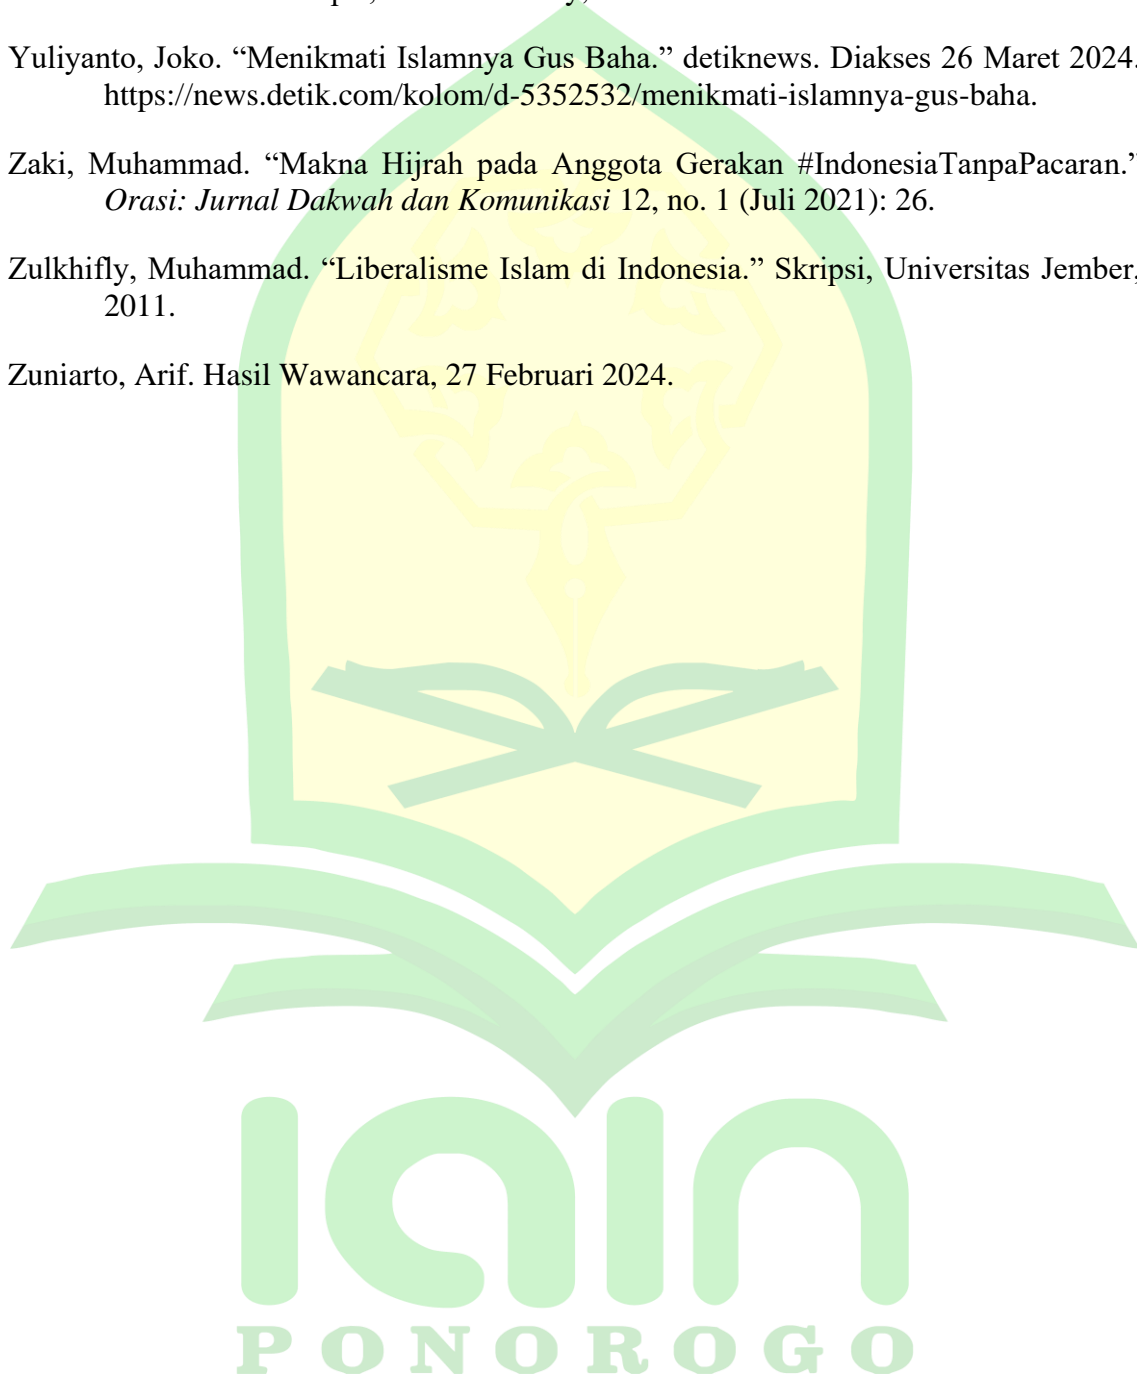 Yuliyanto, Joko. “Menikmati Islamnya Gus Baha.” detiknews. Diakses 26 Maret 2024.
https://news.detik.com/kolom/d-5352532/menikmati-islamnya-gus-baha.
Zaki, Muhammad. “Makna Hijrah pada Anggota Gerakan #IndonesiaTanpaPacaran.”
Orasi: Jurnal Dakwah dan Komunikasi 12, no. 1 (Juli 2021): 26.
Zulkhifly, Muhammad. “Liberalisme Islam di Indonesia.” Skripsi, Universitas Jember,
2011.
Zuniarto, Arif. Hasil Wawancara, 27 Februari 2024.
iain
PONOROGO